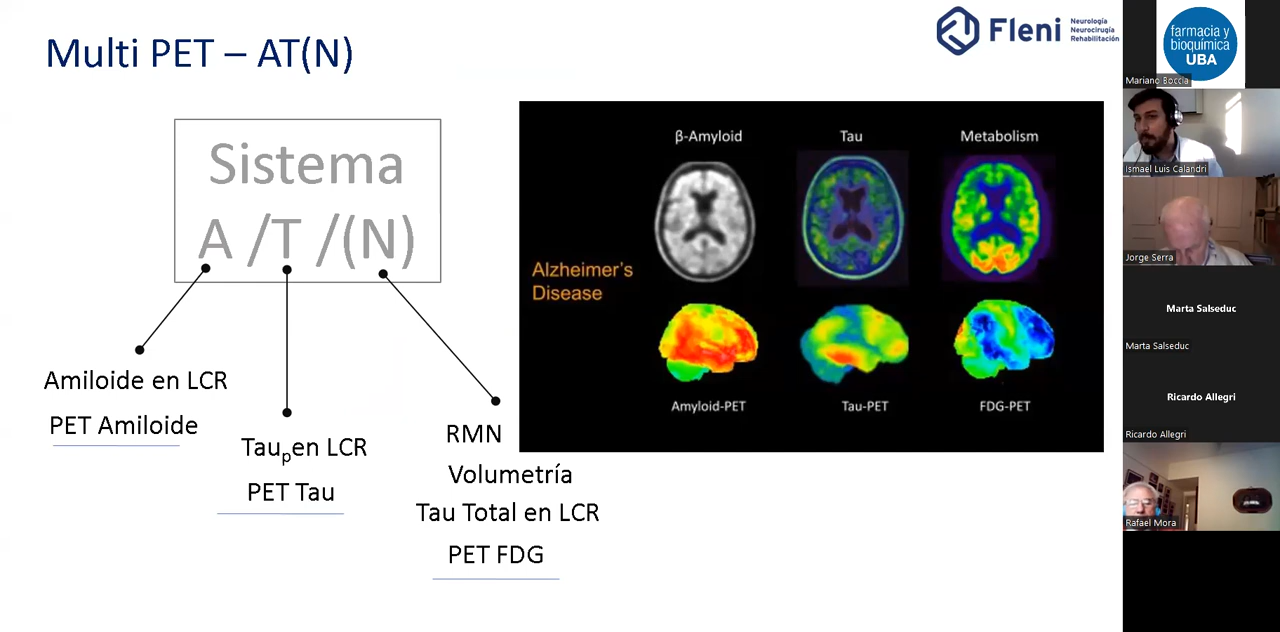 Multi PET – AT(N)
Fleni
Neurología
Neurocirugía
Rehabilitación
Sistema
A /T /(N)
Amiloide en LCR
PET Amiloide
Taupen LCR
PET Tau
RMN
Volumetría
Tau Total en LCR
PET FDG
β-Amyloid
Tau
Metabolism
Alzheimer's
Disease
Amyloid-PET
Tau-PET
FDG-PET
farmacia y
bioquímica
UBA
Mariano Boccia
Ismael Luis Calandri
Jorge Serra
Marta Salseduc
Marta Salseduc
Ricardo Allegri
Ricardo Allegri
Rafael Mora